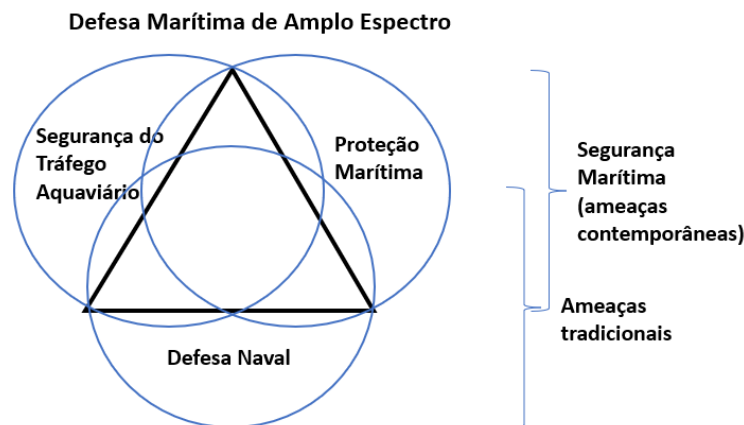 Defesa Marítima de Amplo Espectro
Segurança do
Tráfego
Aquaviário
Proteção
Marítima
Segurança
Marítima
(ameaças
contemporâneas)
Ameaças
tradicionais
Defesa Naval